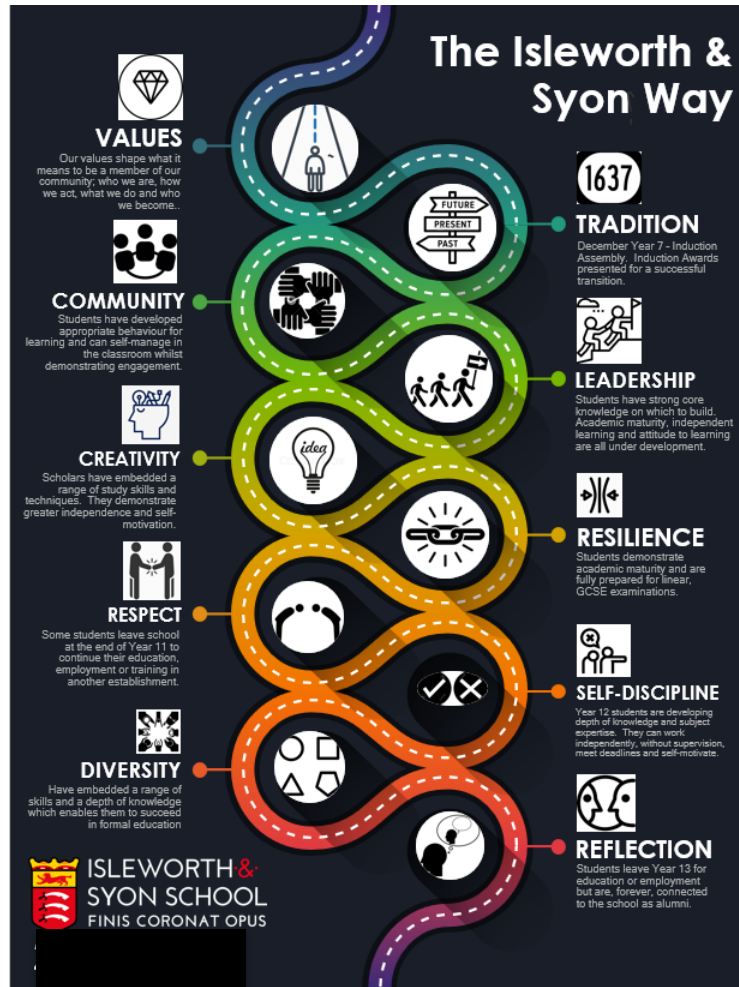 The Isleworth &
Syon Way
VALUES
Our values shape what it
means to be a member of our
community; who we are, how
we act, what we do and who
we become..
1637
TRADITION
December Year 7 - Induction
Assembly. Induction Awards
presented for a successful
transition.
FUTURE
PRESENT
PAST
COMMUNITY
Students have developed
appropriate behaviour for
learning and can self-manage in
the classroom whilst
demonstrating engagement.
LEADERSHIP
Students have strong core
knowledge on which to build.
Academic maturity, independent
learning and attitude to learning
are all under development.
CREATIVITY
Scholars have embedded a
range of study skills and
techniques. They demonstrate
greater independence and self-
motivation.
idea
RESILIENCE
Students demonstrate
academic maturity and are
fully prepared for linear,
GCSE examinations.
RESPECT
Some students leave school
at the end of Year 11 to
continue their education,
employment or training in
another establishment.
SELF-DISCIPLINE
Year 12 students are developing
depth of knowledge and subject
expertise. They can work
independently, without supervision,
meet deadlines and self-motivate.
DIVERSITY
Have embedded a range of
skills and a depth of knowledge
which enables them to succeed
in formal education
REFLECTION
Students leave Year 13 for
education or employment
but are, forever, connected
to the school as alumni.
ISLEWORTH·&·
SYON SCHOOL
FINIS CORONAT OPUS